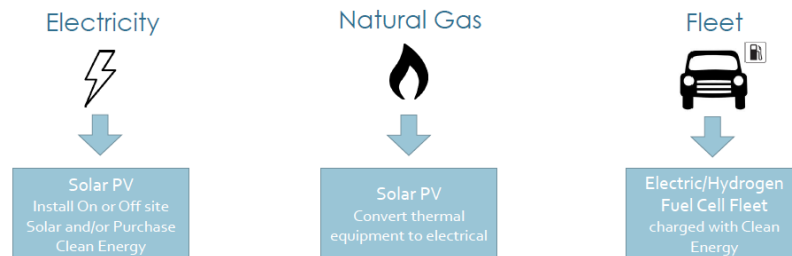 Electricity
Natural Gas
Fleet
Solar PV
Install On or Off site
Solar and/or Purchase
Clean Energy
Solar PV
Convert thermal
equipment to electrical
Electric/Hydrogen
Fuel Cell Fleet
charged with Clean
Energy